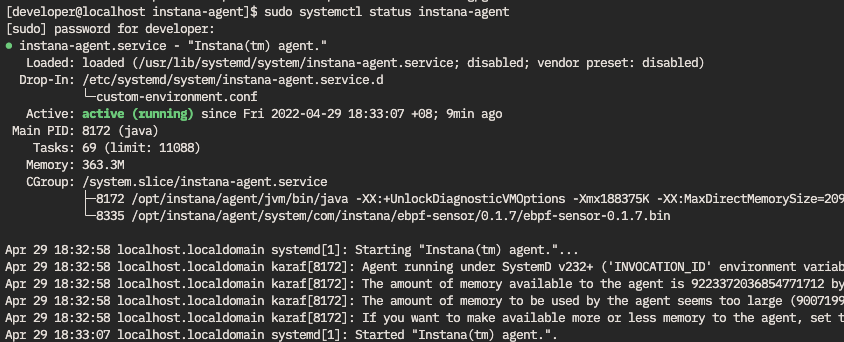 [developer@localhost instana-agent]$ sudo systemctl status instana-agent
[sudo] password for developer:
● instana-agent.service - "Instana(tm) agent."
   Loaded: loaded (/usr/lib/systemd/system/instana-agent.service; disabled; vendor preset: disabled)
  Drop-In: /etc/systemd/system/instana-agent.service.d
           └─custom-environment.conf
   Active: active (running) since Fri 2022-04-29 18:33:07 +08; 9min ago
 Main PID: 8172 (java)
    Tasks: 69 (limit: 11088)
   Memory: 363.3M
   CGroup: /system.slice/instana-agent.service
           ├─8172 /opt/instana/agent/jvm/bin/java -XX:+UnlockDiagnosticVMOptions -Xmx188375K -XX:MaxDirectMemorySize=209
           └─8335 /opt/instana/agent/system/com/instana/ebpf-sensor/0.1.7/ebpf-sensor-0.1.7.bin

Apr 29 18:32:58 localhost.localdomain systemd[1]: Starting "Instana(tm) agent."...
Apr 29 18:32:58 localhost.localdomain karaf[8172]: Agent running under SystemD v232+ ('INVOCATION_ID' environment variab
Apr 29 18:32:58 localhost.localdomain karaf[8172]: The amount of memory available to the agent is 9223372036854771712 by
Apr 29 18:32:58 localhost.localdomain karaf[8172]: The amount of memory to be used by the agent seems too large (9007199
Apr 29 18:32:58 localhost.localdomain karaf[8172]: If you want to make available more or less memory to the agent, set t
Apr 29 18:33:07 localhost.localdomain systemd[1]: Started "Instana(tm) agent.".